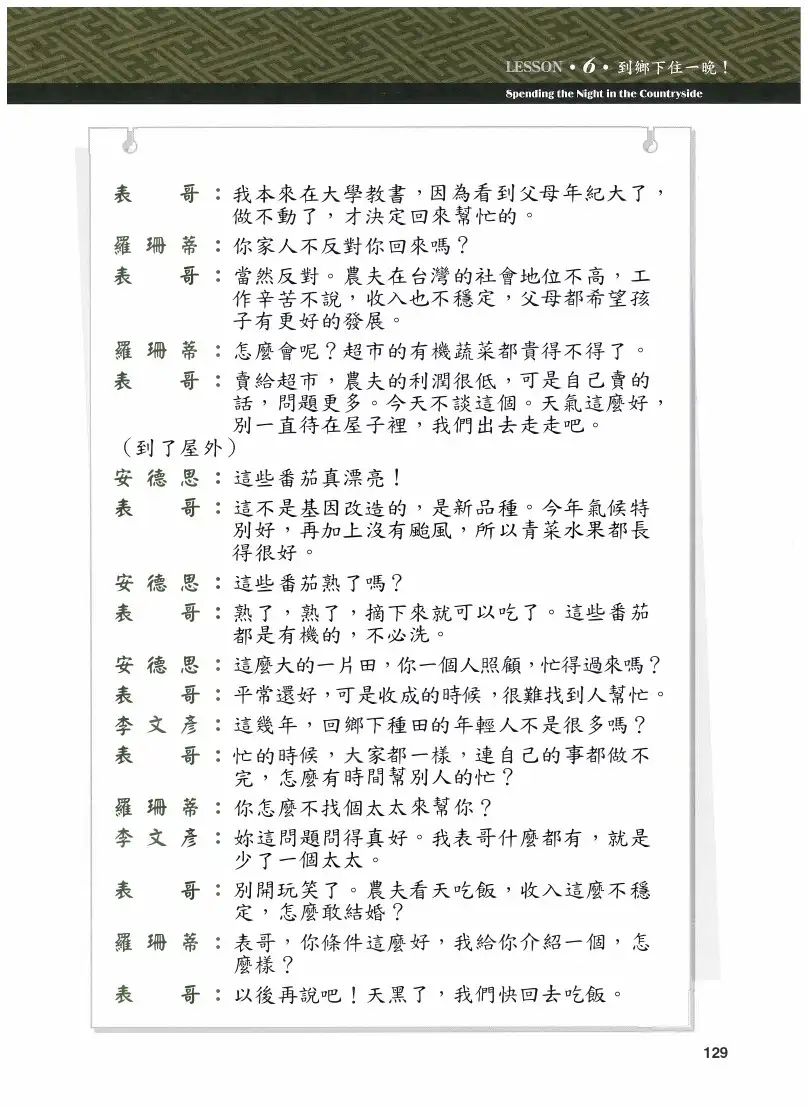 LESSON • 6 • 到鄉下住一晚！
Spending the Night in the Countryside
表哥：我本來在大學教書，因為看到父母年紀大了，
做不動了，才決定回來幫忙的。
羅珊蒂：你家人不反對你回來嗎？
表哥：當然反對。農夫在台灣的社會地位不高，工
作辛苦不說，收入也不穩定，父母都希望孩
子有更好的發展。
羅珊蒂：怎麼會呢？超市的有機蔬菜都貴得不得了。
表哥：賣給超市，農夫的利潤很低，可是自己賣的
話，問題更多。今天不談這個。天氣這麼好，
別一直待在屋子裡，我們出去走走吧。
（到了屋外）
安德思：這些番茄真漂亮！
表哥：這不是基因改造的，是新品種。今年氣候特
別好，再加上沒有颱風，所以青菜水果都長
得很好。
安德思：這些番茄熟了嗎？
表哥：熟了，熟了，摘下來就可以吃了。這些番茄
都是有機的，不必洗。
安德思：這麼大的一片田，你一個人照顧，忙得過來嗎？
表哥：平常還好，可是收成的時候，很難找到人幫忙。
李文彥：這幾年，回鄉下種田的年輕人不是很多嗎？
表哥：忙的時候，大家都一樣，連自己的事都做不
完，怎麼有時間幫別人的忙？
羅珊蒂：你怎麼不找個太太來幫你？
李文彥：妳這問題問得真好。我表哥什麼都有，就是
少了一個太太。
表哥：別開玩笑了。農夫看天吃飯，收入這麼不穩
定，怎麼敢結婚？
羅珊蒂：表哥，你條件這麼好，我給你介紹一個，怎
麼樣？
表哥：以後再說吧！天黑了，我們快回去吃飯。
129